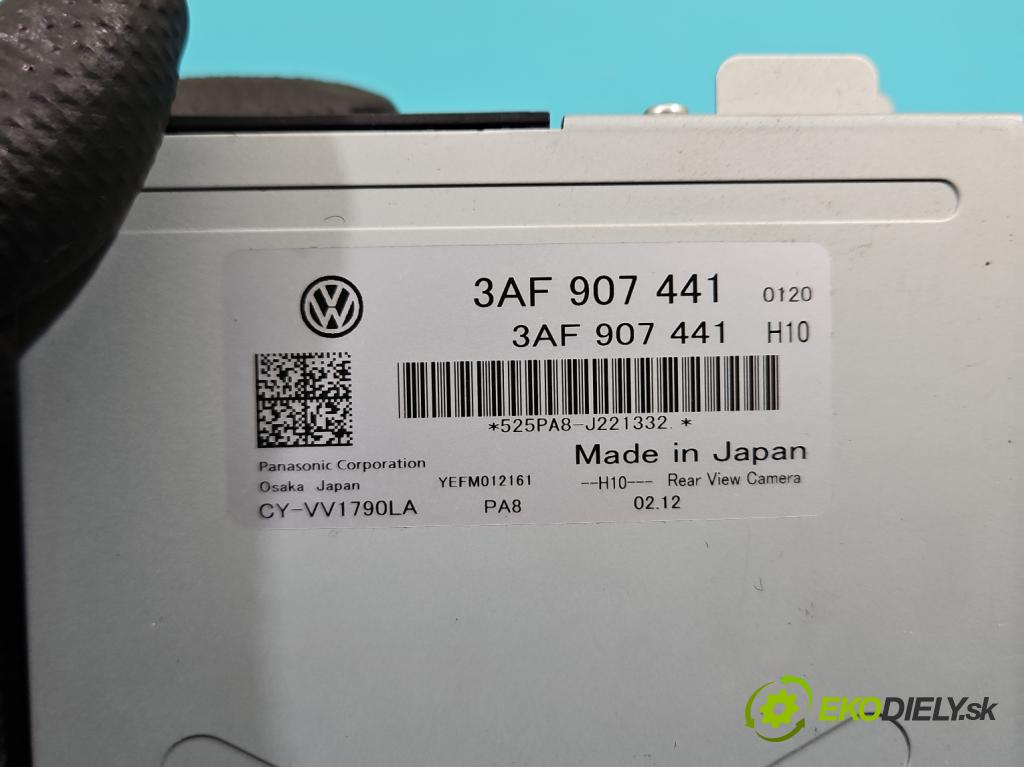 3AF 907 441 0120
3AF 907 441 H10
*525PA8-J221332 *
Made in Japan
Panasonic Corporation
Osaka Japan YEFM012161 --H10--- Rear View Camera
CY-VV1790LA PA8 02.12
EKODIELY.sk